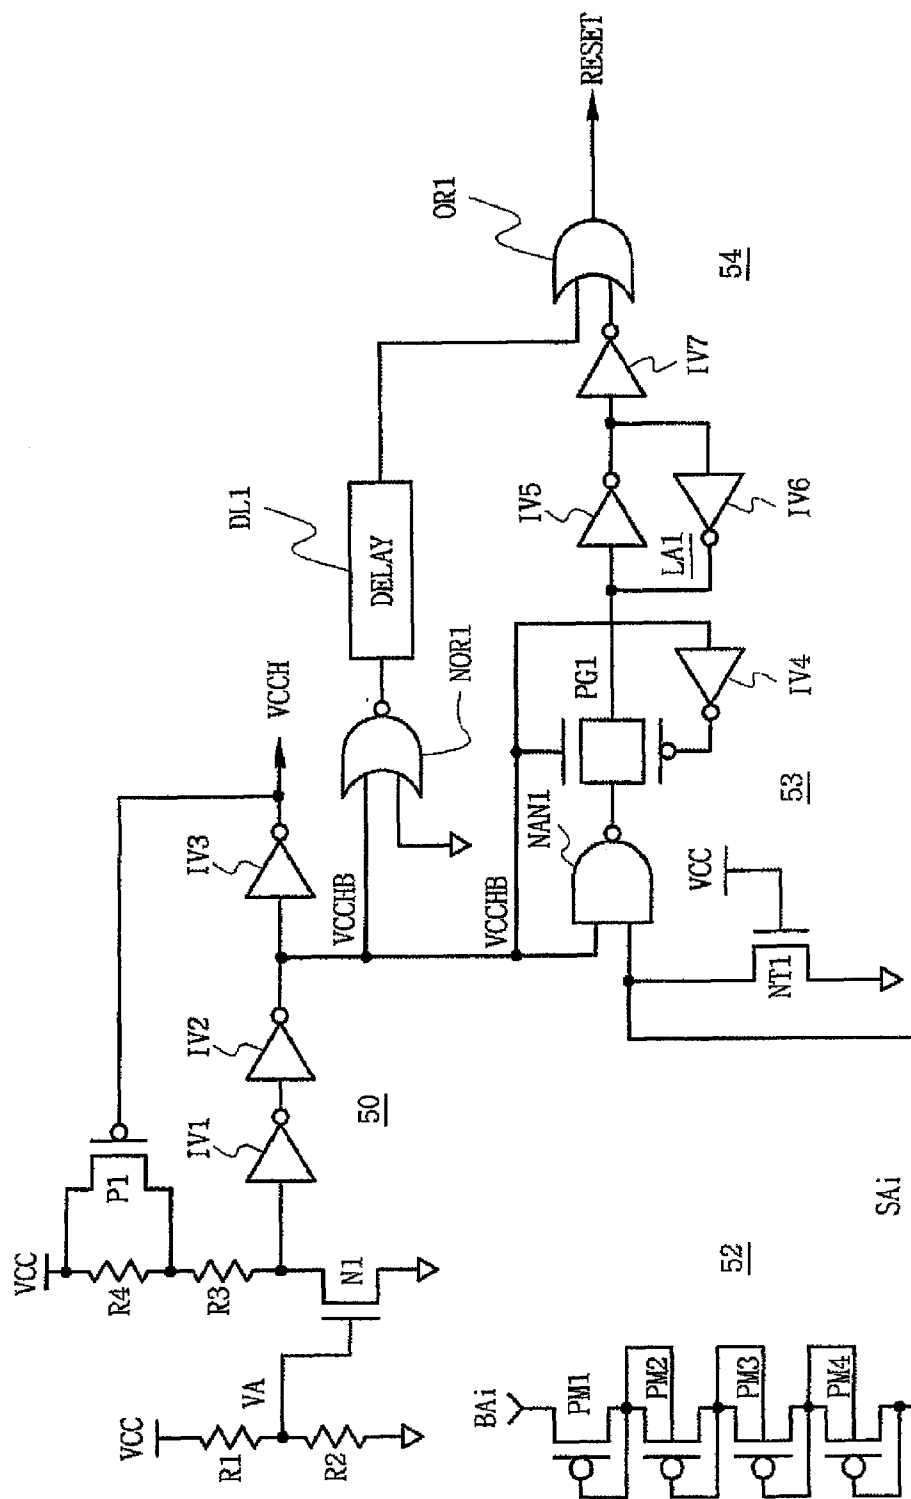 VCC
R4
P1
R3
N1
VCC
R1
VA
R2
IV1
IV2
IV3
VCCH
50
VCCHB
NOR1
DL1
DELAY
OR1
RESET
VCCHB
NAN1
PG1
IV4
IV5
LA1
IV6
IV7
54
53
VCC
NT1
52
BAi
PM1
PM2
PM3
PM4
SAi